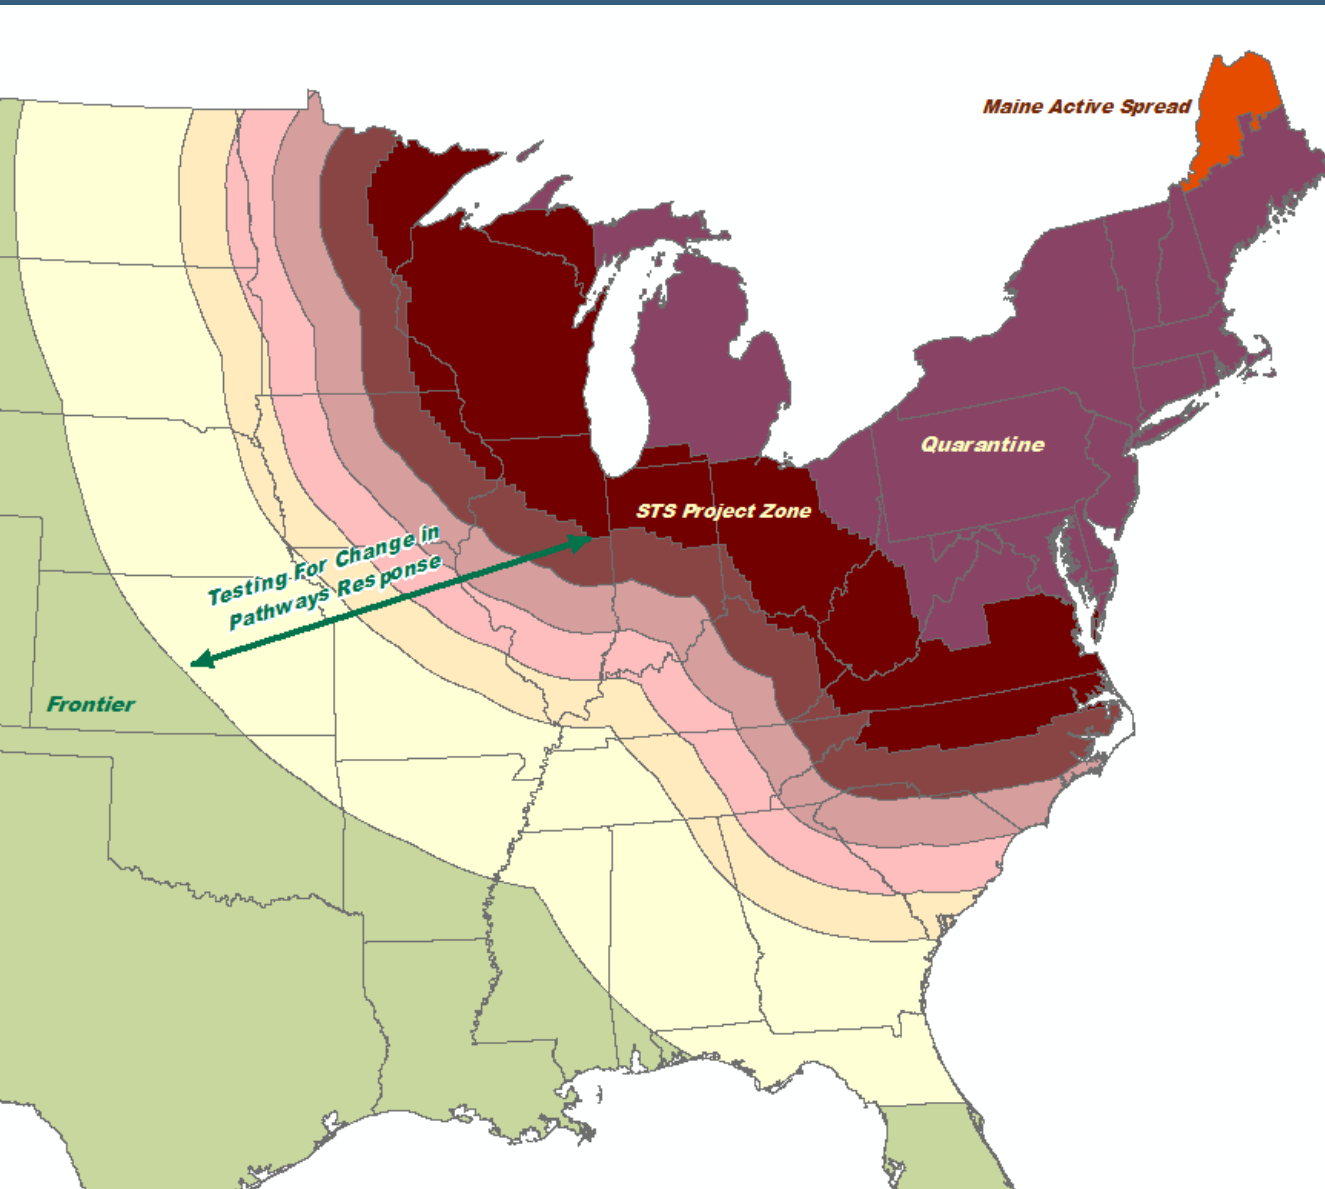 Maine Active Spread
Quarantine
STS Project Zone
Testing For Change in
Pathways Response
Frontier